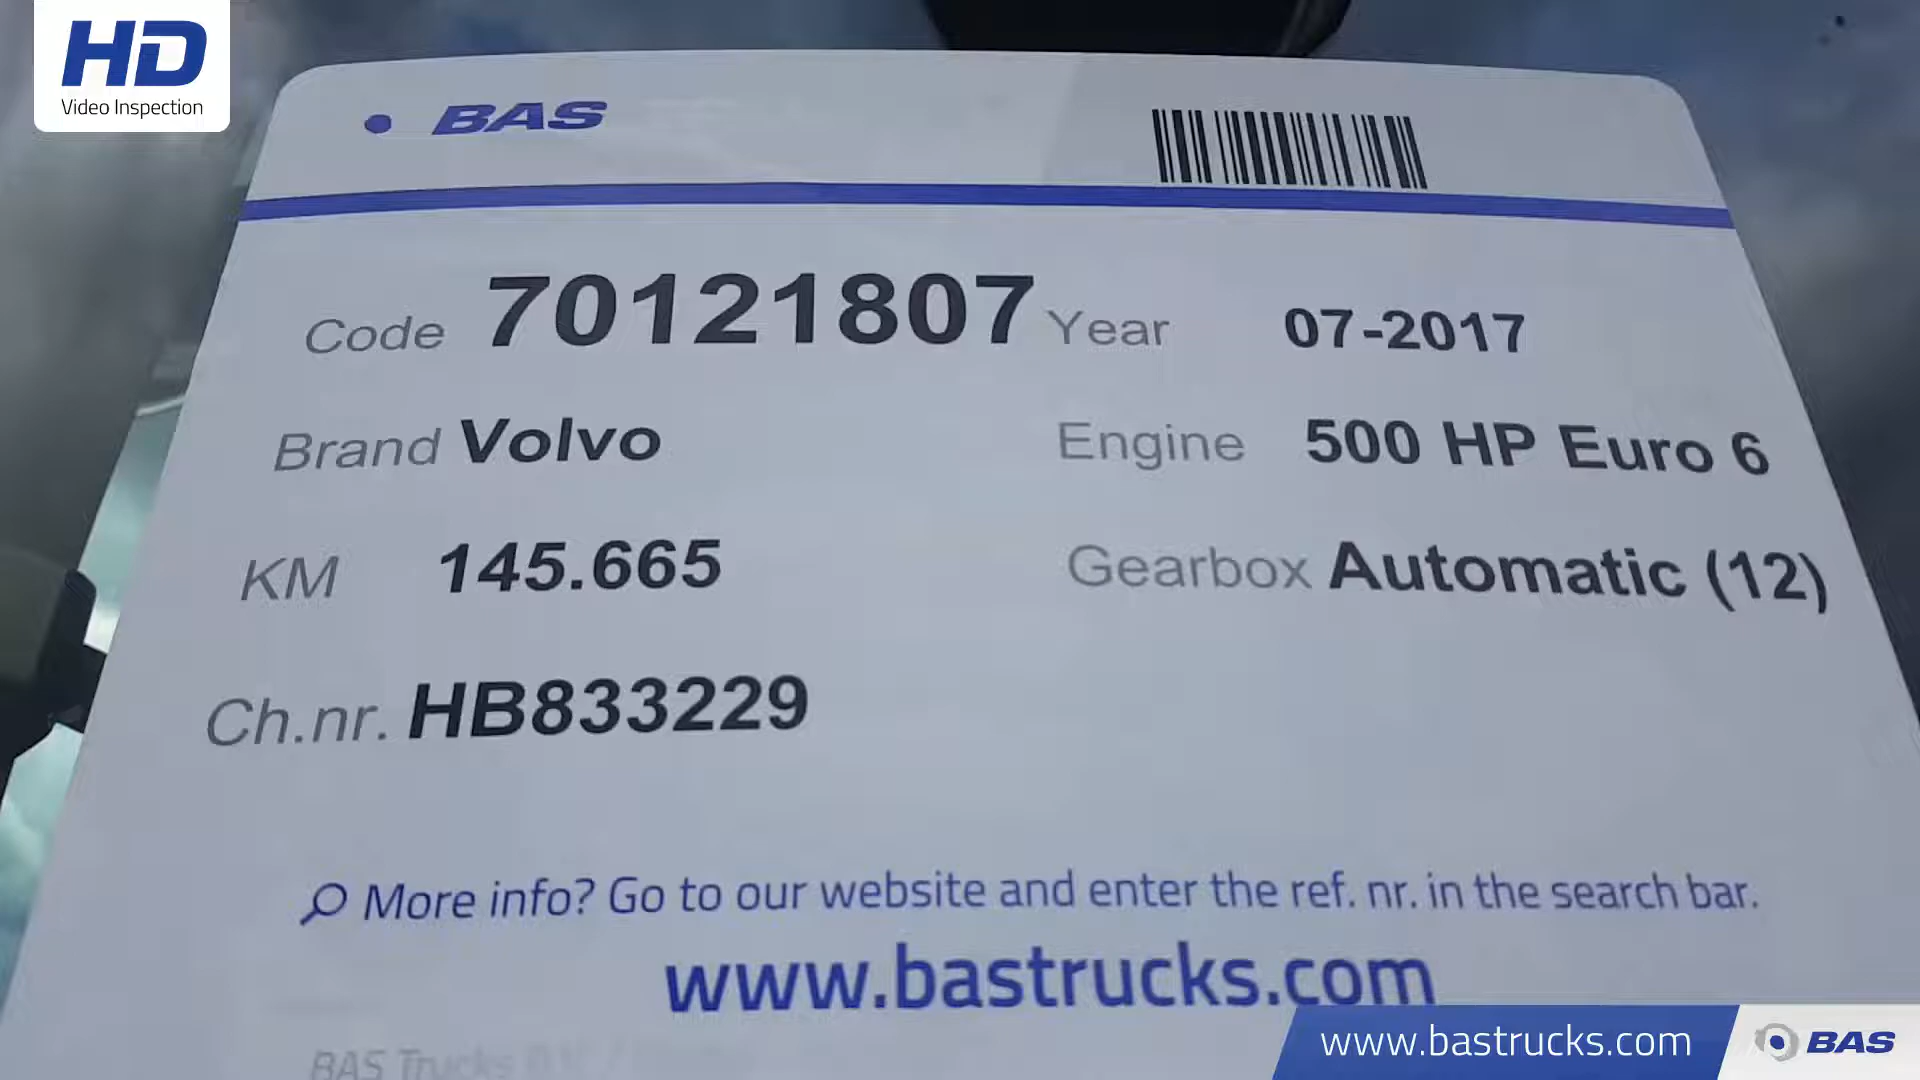 HD
Video Inspection
BAS
Code 70121807 Year 07-2017
Brand Volvo Engine 500 HP Euro 6
KM 145.665 Gearbox Automatic (12)
Ch.nr. HB833229
More info? Go to our website and enter the ref. nr. in the search bar.
www.bastrucks.com
BAS Trucks
www.bastrucks.com BAS